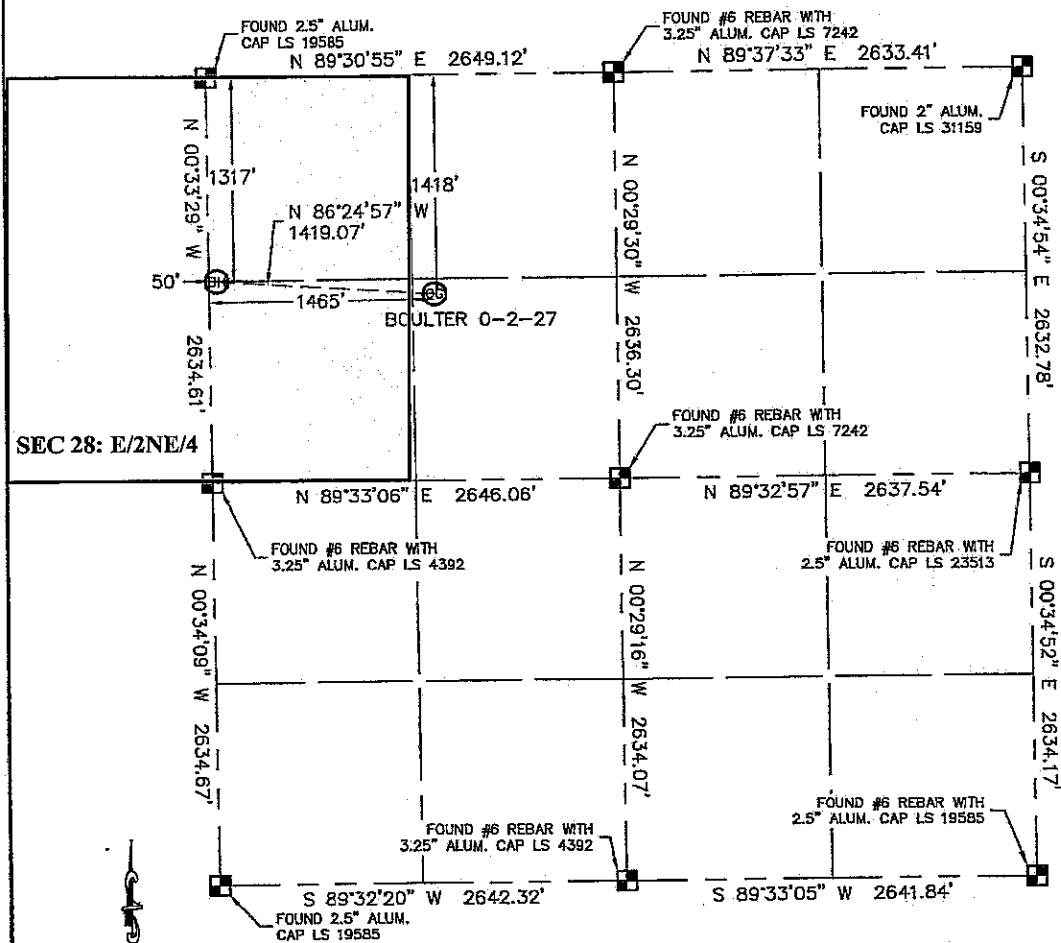 FOUND 2.5" ALUM.
CAP LS 19585
N 89°30'55" E 2649.12'
FOUND #6 REBAR WITH
3.25" ALUM. CAP LS 7242
N 89°37'33" E 2633.41'
FOUND 2" ALUM.
CAP LS 31159
N 00°33'29" W 2634.61'
1317'
1418'
N 86°24'57" W
1419.07'
N 00°29'30" W 2636.30'
S 00°34'54" E 2632.78'
50'
BH
1465'
BOULTER 0-2-27
FOUND #6 REBAR WITH
3.25" ALUM. CAP LS 7242
SEC 28: E/2NE/4
N 89°33'06" E 2646.06'
N 89°32'57" E 2637.54'
FOUND #6 REBAR WITH
3.25" ALUM. CAP LS 4392
FOUND #6 REBAR WITH
2.5" ALUM. CAP LS 23513
N 00°34'09" W 2634.67'
N 00°29'16" W 2634.07'
S 00°34'52" E 2634.17'
FOUND #6 REBAR WITH
3.25" ALUM. CAP LS 4392
FOUND #6 REBAR WITH
2.5" ALUM. CAP LS 19585
S 89°32'20" W 2642.32'
S 89°33'05" W 2641.84'
FOUND 2.5" ALUM.
CAP LS 19585